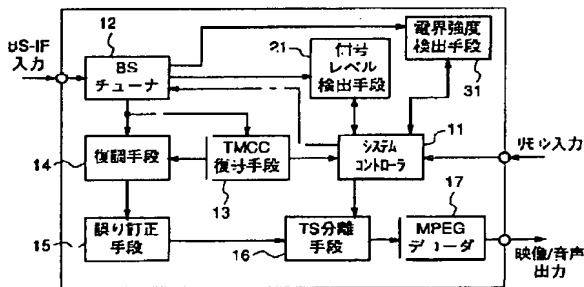 12
BS-IF
入力
BS
チューナ
21
信号
レベル
検出手段
電界強度
検出手段
31
14
復調手段
TMCC
復号手段
13
システム
コントローラ
11
リモコン入力
15
誤り訂正
手段
16
TS分離
手段
17
MPEG
デコーダ
映像/音声
出力